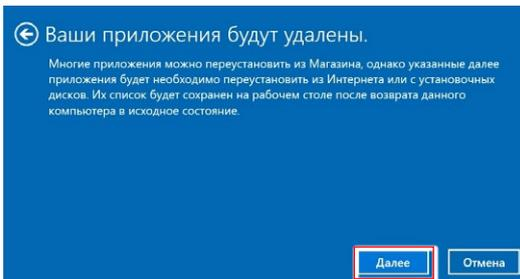 Ваши приложения будут удалены.
Многие приложения можно переустановить из Магазина, однако указанные далее
приложения будет необходимо переустановить из Интернета или с установочных
дисков. Их список будет сохранен на рабочем столе после возврата данного
компьютера в исходное состояние.
Далее Отмена